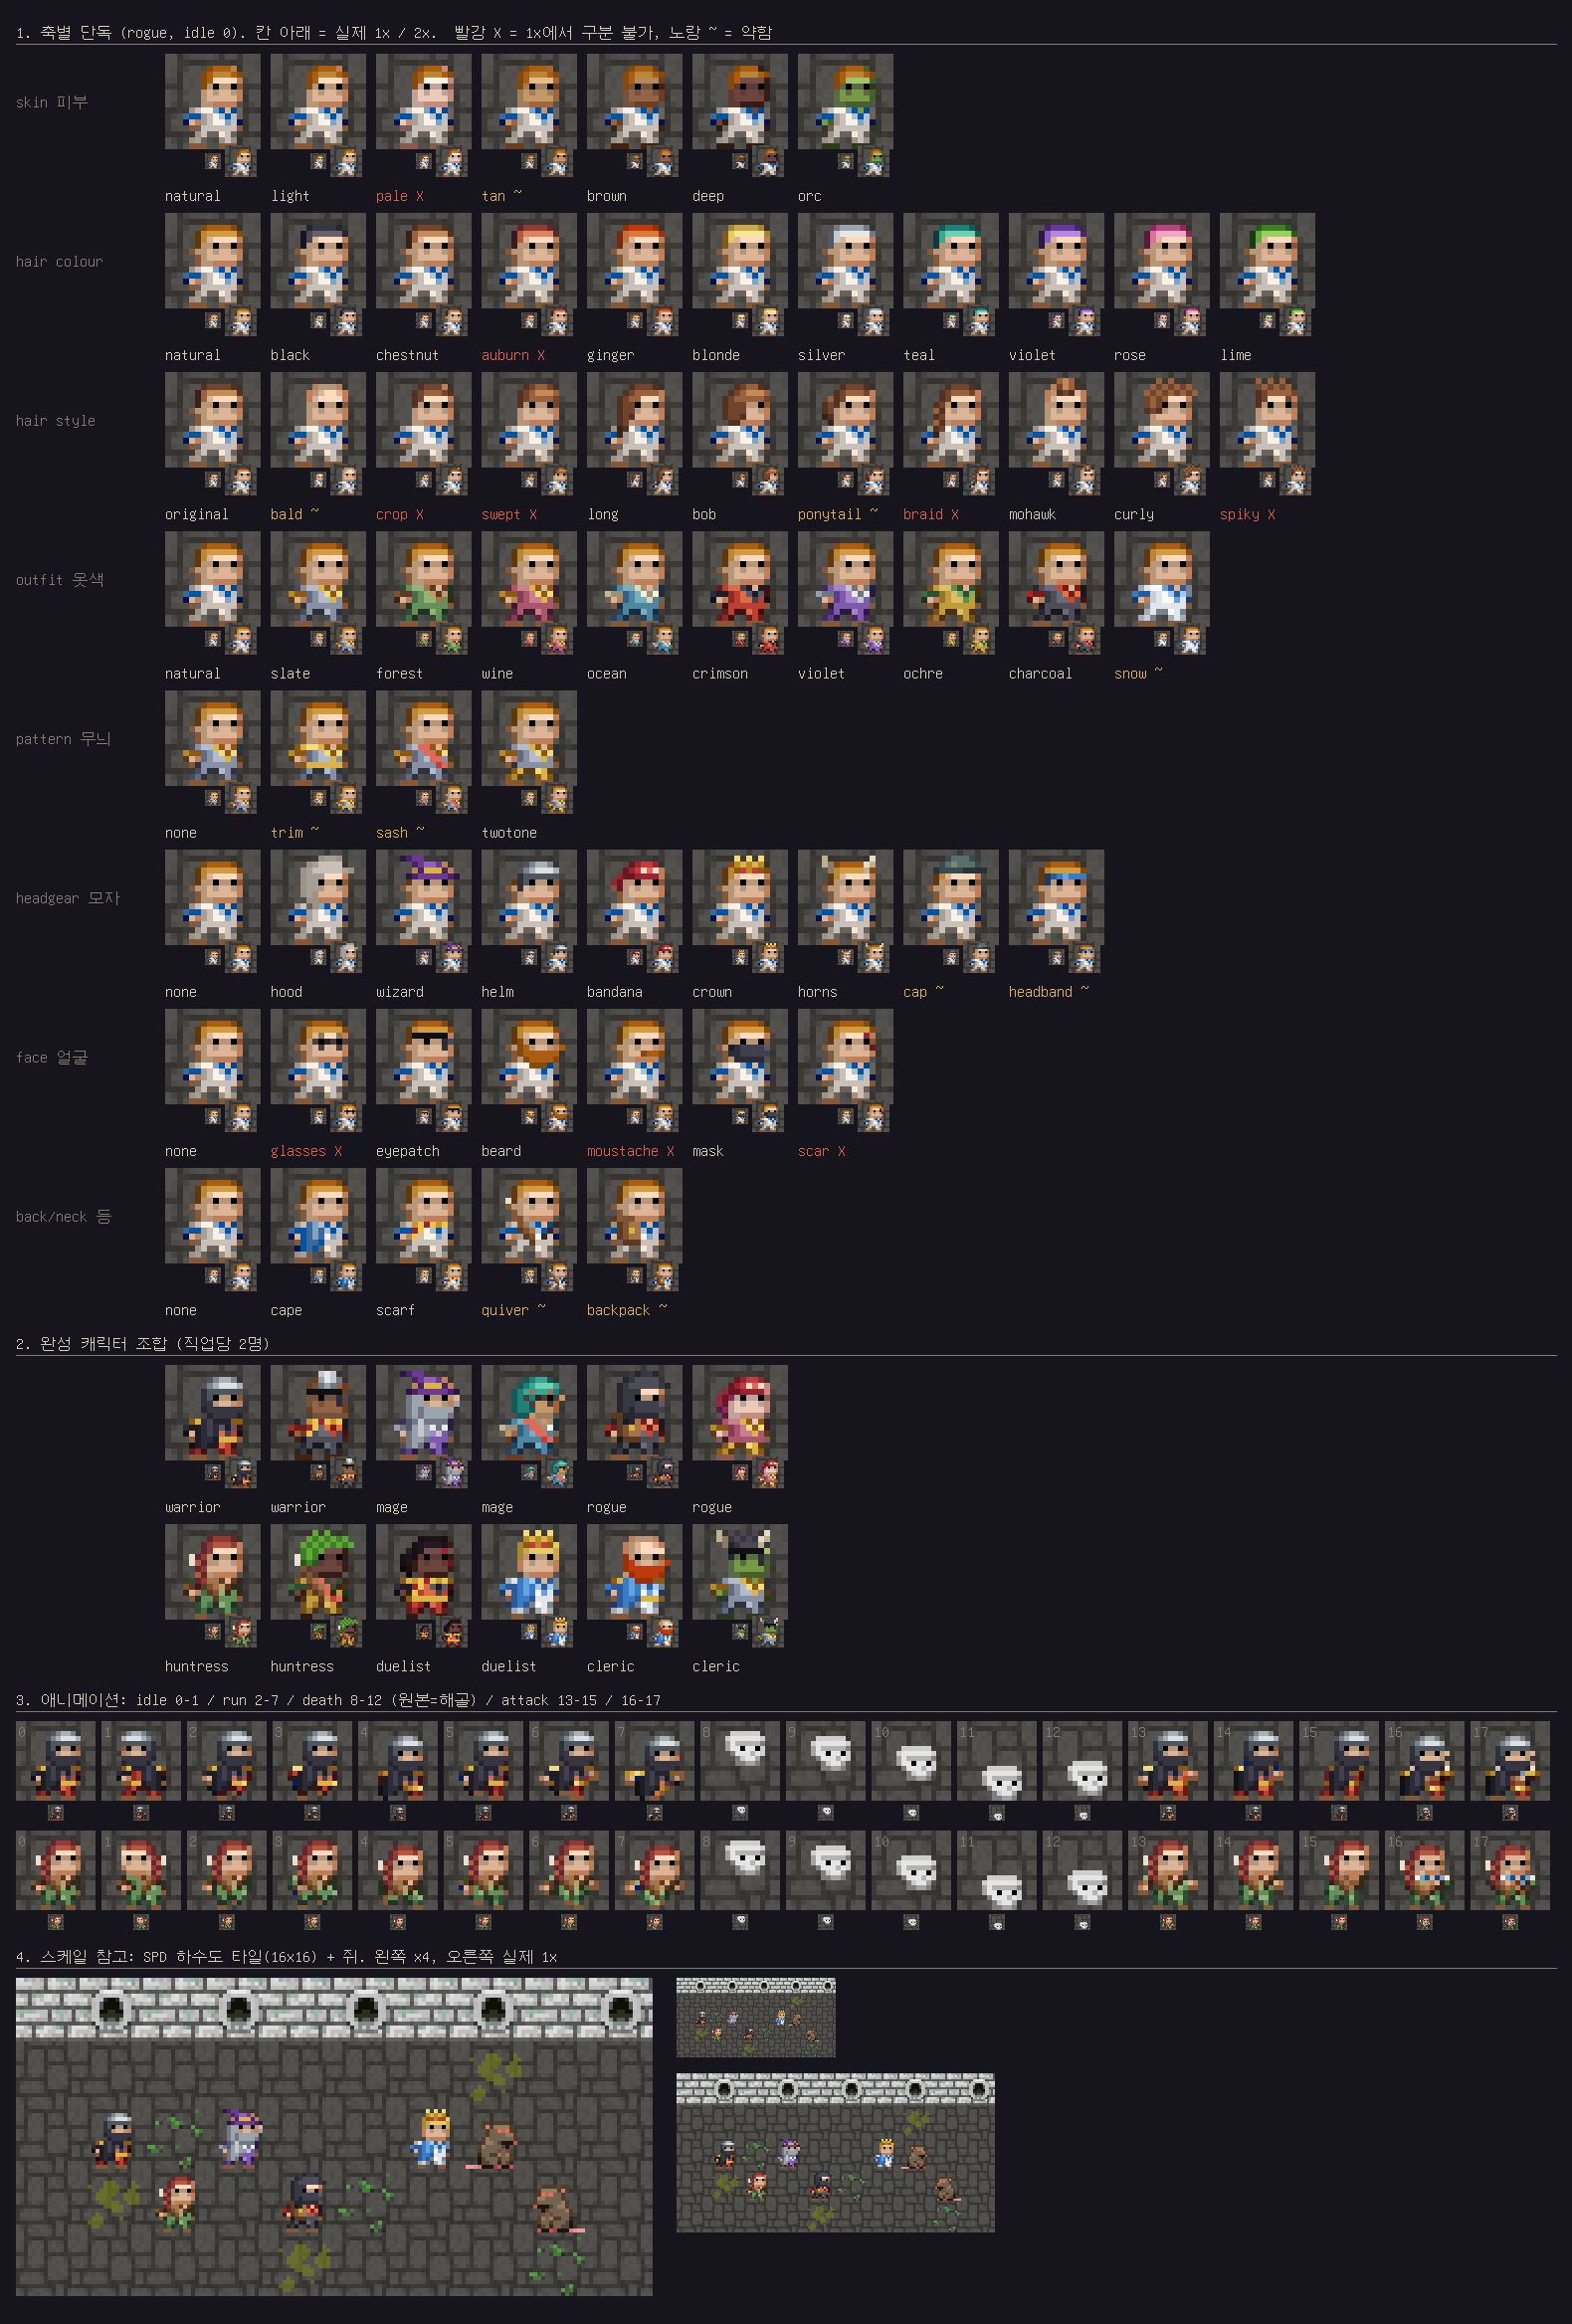 1. 축별 단독 (rogue, idle 0). 칸 아래 = 실제 1x / 2x.  빨강 X = 1x에서 구분 불가, 노랑 ~ = 약함
skin 피부
natural light pale X tan ~ brown deep orc
hair colour
natural black chestnut auburn X ginger blonde silver teal violet rose lime
hair style
original bald ~ crop X swept X long bob ponytail ~ braid X mohawk curly spiky X
outfit 옷색
natural slate forest wine ocean crimson violet ochre charcoal snow ~
pattern 무늬
none trim ~ sash ~ twotone
headgear 모자
none hood wizard helm bandana crown horns cap ~ headband ~
face 얼굴
none glasses X eyepatch beard moustache X mask scar X
back/neck 등
none cape scarf quiver ~ backpack ~
2. 완성 캐릭터 조합 (직업당 2명)
warrior warrior mage mage rogue rogue
huntress huntress duelist duelist cleric cleric
3. 애니메이션: idle 0-1 / run 2-7 / death 8-12 (원본=해골) / attack 13-15 / 16-17
0 1 2 3 4 5 6 7 8 9 10 11 12 13 14 15 16 17
0 1 2 3 4 5 6 7 8 9 10 11 12 13 14 15 16 17
4. 스케일 참고: SPD 하수도 타일(16x16) + 쥐. 왼쪽 x4, 오른쪽 실제 1x